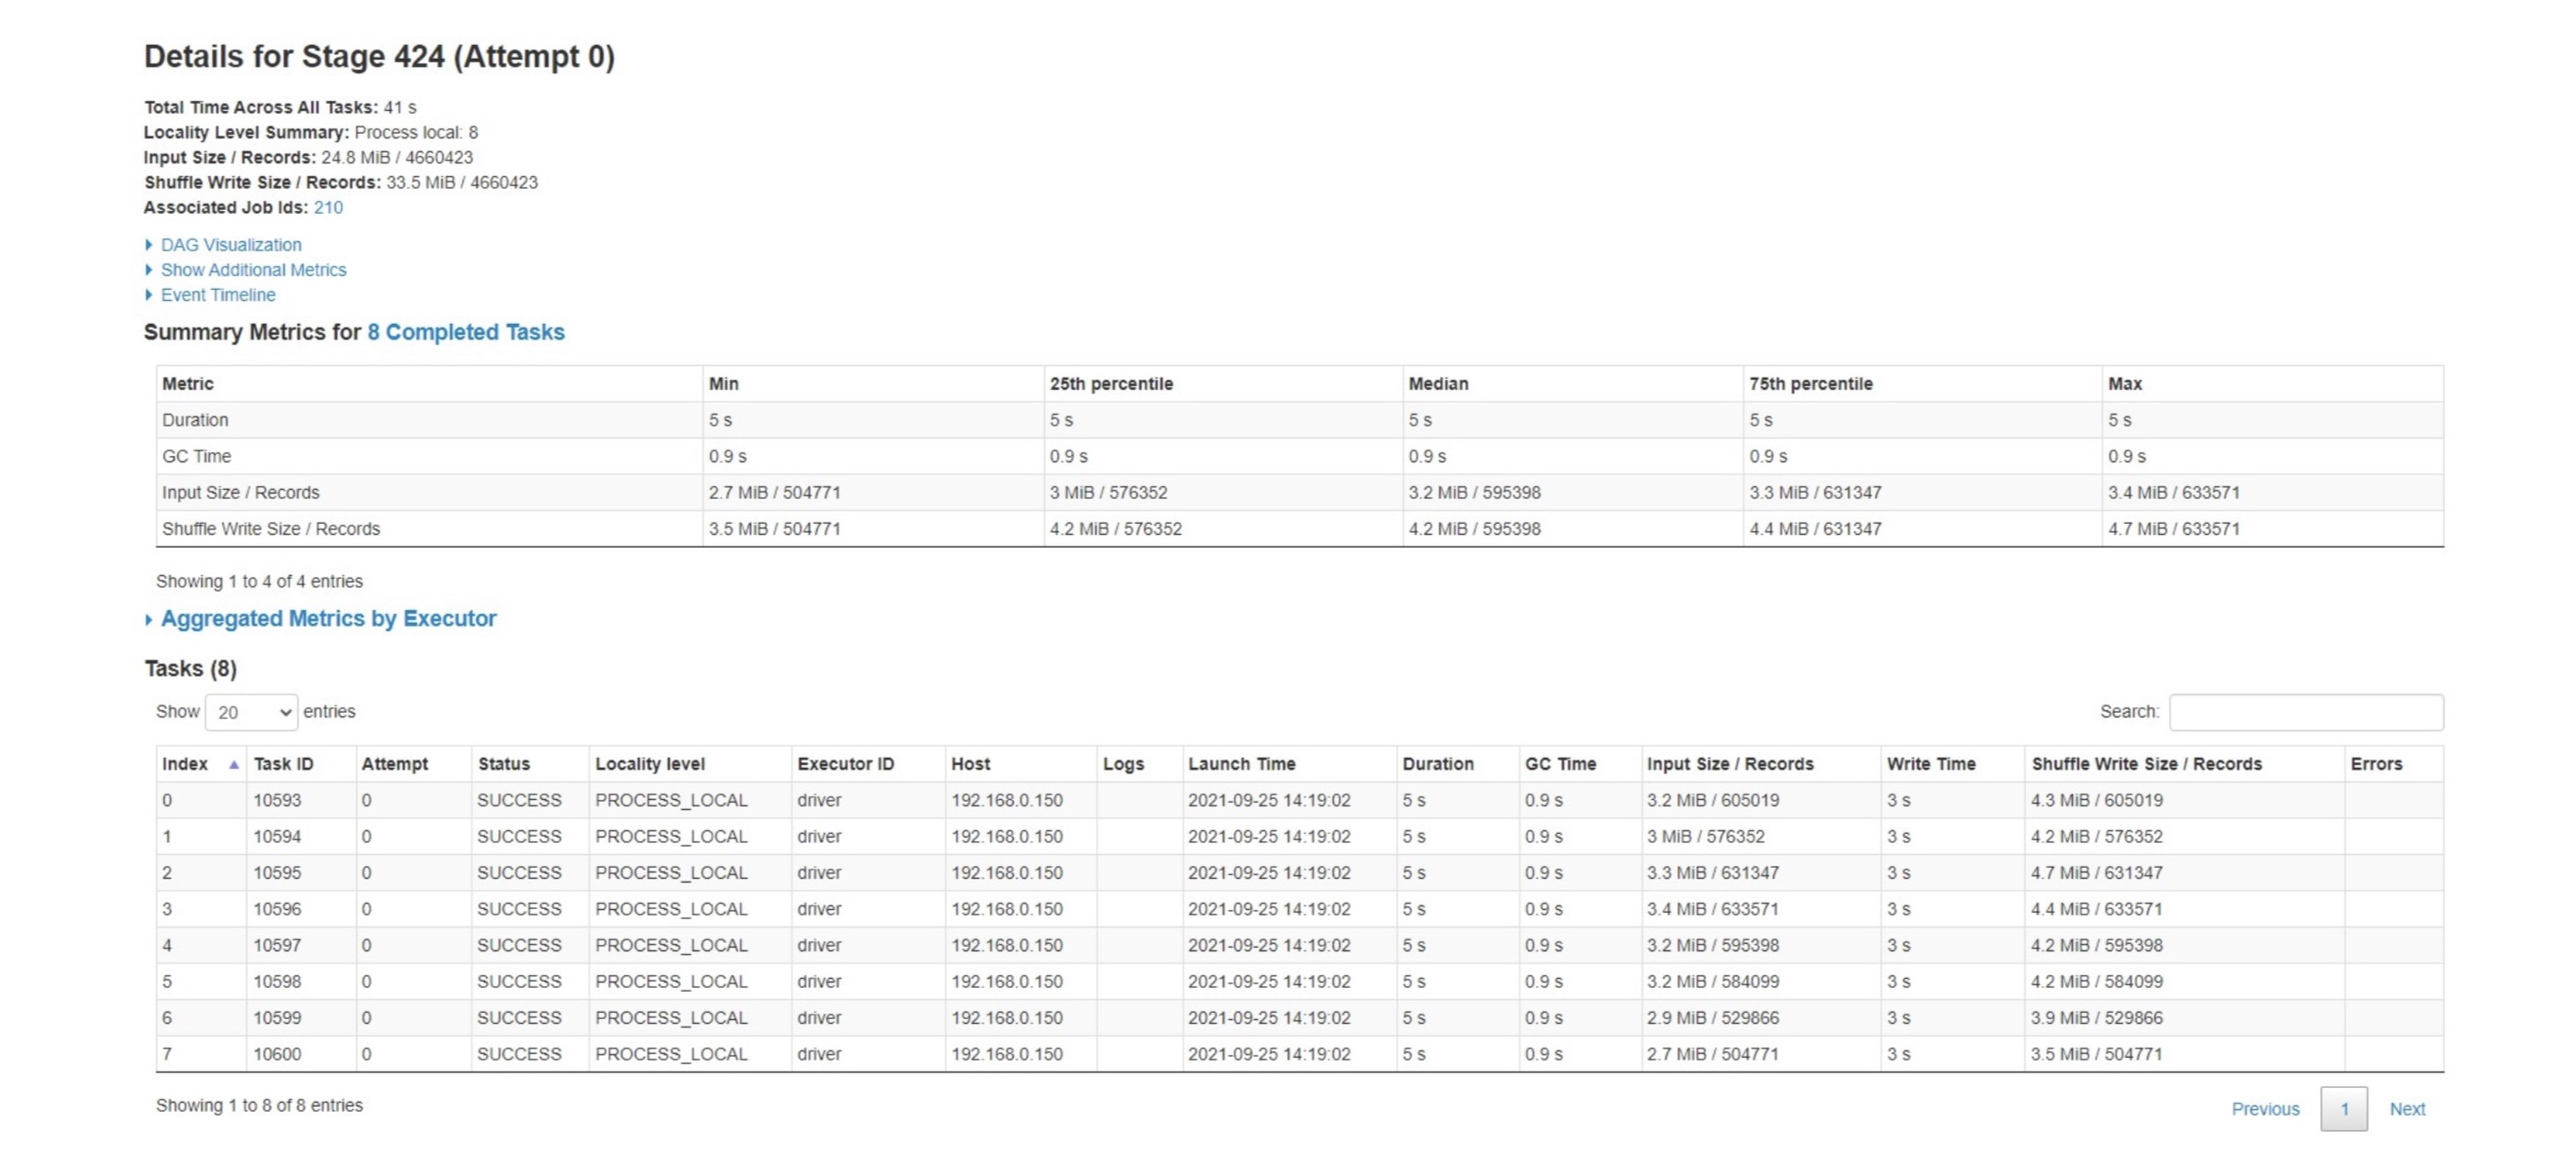 Details for Stage 424 (Attempt 0)
Total Time Across All Tasks: 41 s
Locality Level Summary: Process local: 8
Input Size / Records: 24.8 MiB / 4660423
Shuffle Write Size / Records: 33.5 MiB / 4660423
Associated Job Ids: 210
DAG Visualization
Show Additional Metrics
Event Timeline
Summary Metrics for 8 Completed Tasks
Metric Min 25th percentile Median 75th percentile Max
Duration 5 s 5 s 5 s 5 s 5 s
GC Time 0.9 s 0.9 s 0.9 s 0.9 s 0.9 s
Input Size / Records 2.7 MiB / 504771 3 MiB / 576352 3.2 MiB / 595398 3.3 MiB / 631347 3.4 MiB / 633571
Shuffle Write Size / Records 3.5 MiB / 504771 4.2 MiB / 576352 4.2 MiB / 595398 4.4 MiB / 631347 4.7 MiB / 633571
Showing 1 to 4 of 4 entries
Aggregated Metrics by Executor
Tasks (8)
Show 20 entries Search:
Index Task ID Attempt Status Locality level Executor ID Host Logs Launch Time Duration GC Time Input Size / Records Write Time Shuffle Write Size / Records Errors
0 10593 0 SUCCESS PROCESS_LOCAL driver 192.168.0.150 2021-09-25 14:19:02 5 s 0.9 s 3.2 MiB / 605019 3 s 4.3 MiB / 605019
1 10594 0 SUCCESS PROCESS_LOCAL driver 192.168.0.150 2021-09-25 14:19:02 5 s 0.9 s 3 MiB / 576352 3 s 4.2 MiB / 576352
2 10595 0 SUCCESS PROCESS_LOCAL driver 192.168.0.150 2021-09-25 14:19:02 5 s 0.9 s 3.3 MiB / 631347 3 s 4.7 MiB / 631347
3 10596 0 SUCCESS PROCESS_LOCAL driver 192.168.0.150 2021-09-25 14:19:02 5 s 0.9 s 3.4 MiB / 633571 3 s 4.4 MiB / 633571
4 10597 0 SUCCESS PROCESS_LOCAL driver 192.168.0.150 2021-09-25 14:19:02 5 s 0.9 s 3.2 MiB / 595398 3 s 4.2 MiB / 595398
5 10598 0 SUCCESS PROCESS_LOCAL driver 192.168.0.150 2021-09-25 14:19:02 5 s 0.9 s 3.2 MiB / 584099 3 s 4.2 MiB / 584099
6 10599 0 SUCCESS PROCESS_LOCAL driver 192.168.0.150 2021-09-25 14:19:02 5 s 0.9 s 2.9 MiB / 529866 3 s 3.9 MiB / 529866
7 10600 0 SUCCESS PROCESS_LOCAL driver 192.168.0.150 2021-09-25 14:19:02 5 s 0.9 s 2.7 MiB / 504771 3 s 3.5 MiB / 504771
Showing 1 to 8 of 8 entries Previous 1 Next